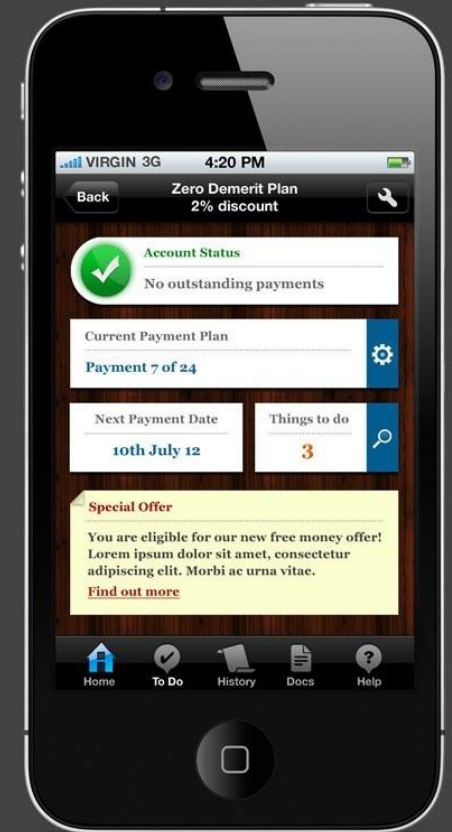 VIRGIN 3G 4:20 PM
Back
Zero Demerit Plan
2% discount
Account Status
No outstanding payments
Current Payment Plan
Payment 7 of 24
Next Payment Date
10th July 12
Things to do
3
Special Offer
You are eligible for our new free money offer!
Lorem ipsum dolor sit amet, consectetur
adipiscing elit. Morbi ac urna vitae.
Find out more
Home To Do History Docs Help